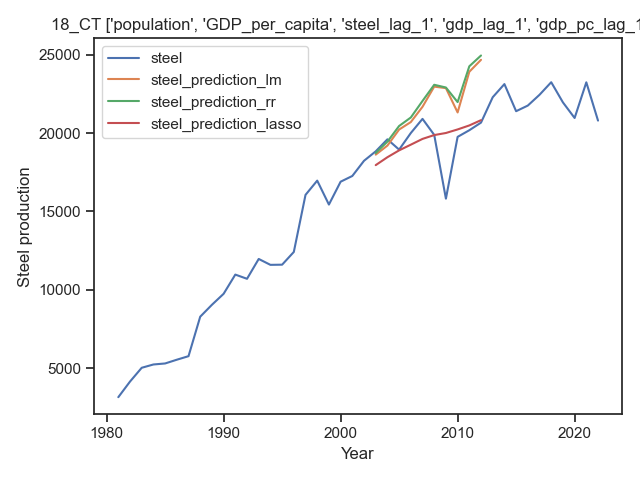 18_CT ['population', 'GDP_per_capita', 'steel_lag_1', 'gdp_lag_1', 'gdp_pc_lag_1
steel
steel_prediction_lm
steel_prediction_rr
steel_prediction_lasso
25000
20000
15000
10000
5000
Steel production
1980
1990
2000
2010
2020
Year